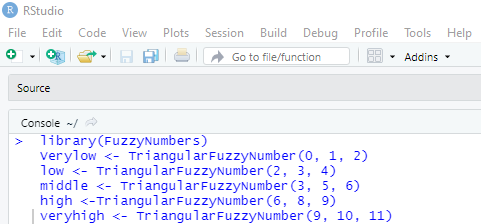 RStudio
File Edit Code View Plots Session Build Debug Profile Tools Help
Go to file/function Addins
Source
Console ~/
> library(FuzzyNumbers)
Verylow <- TriangularFuzzyNumber(0, 1, 2)
low <- TriangularFuzzyNumber(2, 3, 4)
middle <- TriangularFuzzyNumber(3, 5, 6)
high <-TriangularFuzzyNumber(6, 8, 9)
veryhigh <- TriangularFuzzyNumber(9, 10, 11)